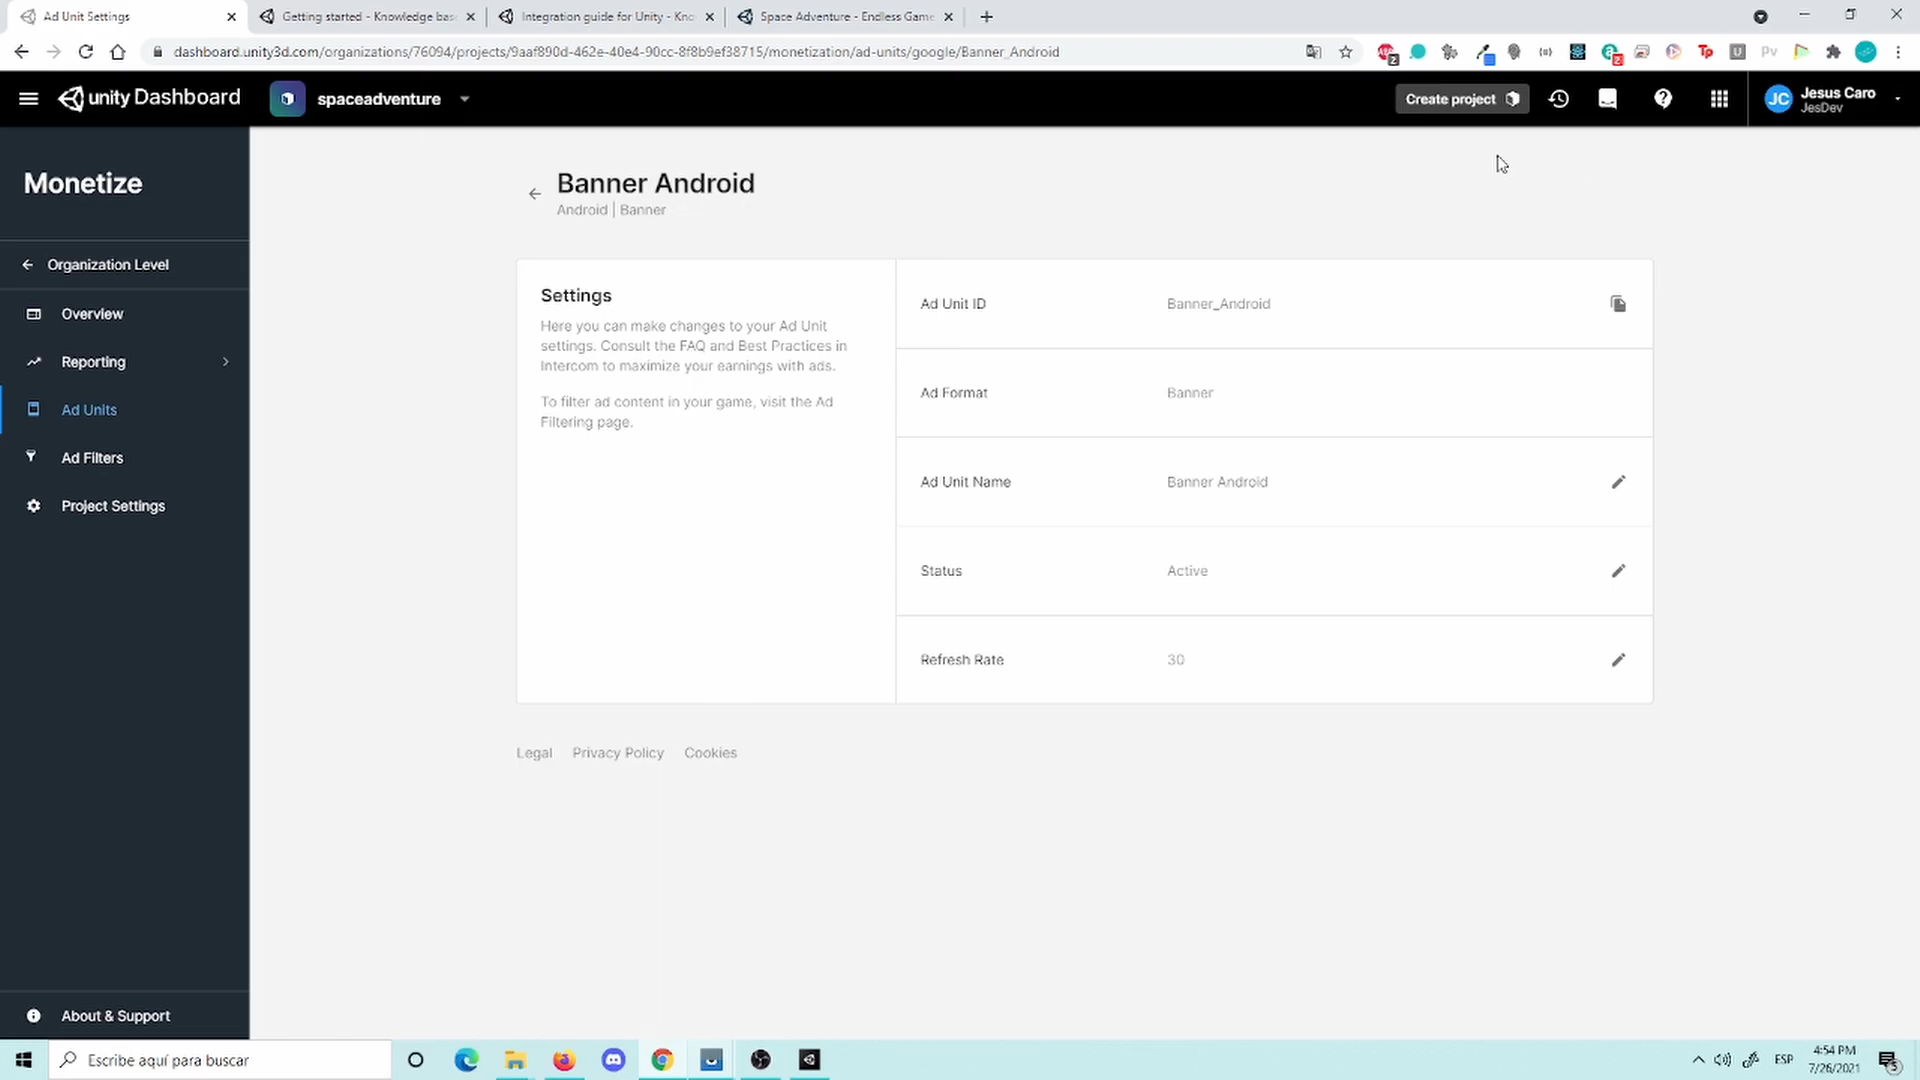 Ad Unit Settings
Getting started - Knowledge bas
Integration guide for Unity - Kno
Space Adventure - Endless Game
dashboard.unity3d.com/organizations/76094/projects/9aaf890d-462e-40e4-90cc-8f8b9ef38715/monetization/ad-units/google/Banner_Android
unity Dashboard
spaceadventure
Create project
JC
Jesus Caro
JesDev
Monetize
Organization Level
Overview
Reporting
Ad Units
Ad Filters
Project Settings
About & Support
Banner Android
Android | Banner
Settings
Here you can make changes to your Ad Unit
settings. Consult the FAQ and Best Practices in
Intercom to maximize your earnings with ads.
To filter ad content in your game, visit the Ad
Filtering page.
Ad Unit ID Banner_Android
Ad Format Banner
Ad Unit Name Banner Android
Status Active
Refresh Rate 30
Legal Privacy Policy Cookies
Escribe aquí para buscar
ESP
4:54 PM
7/26/2021